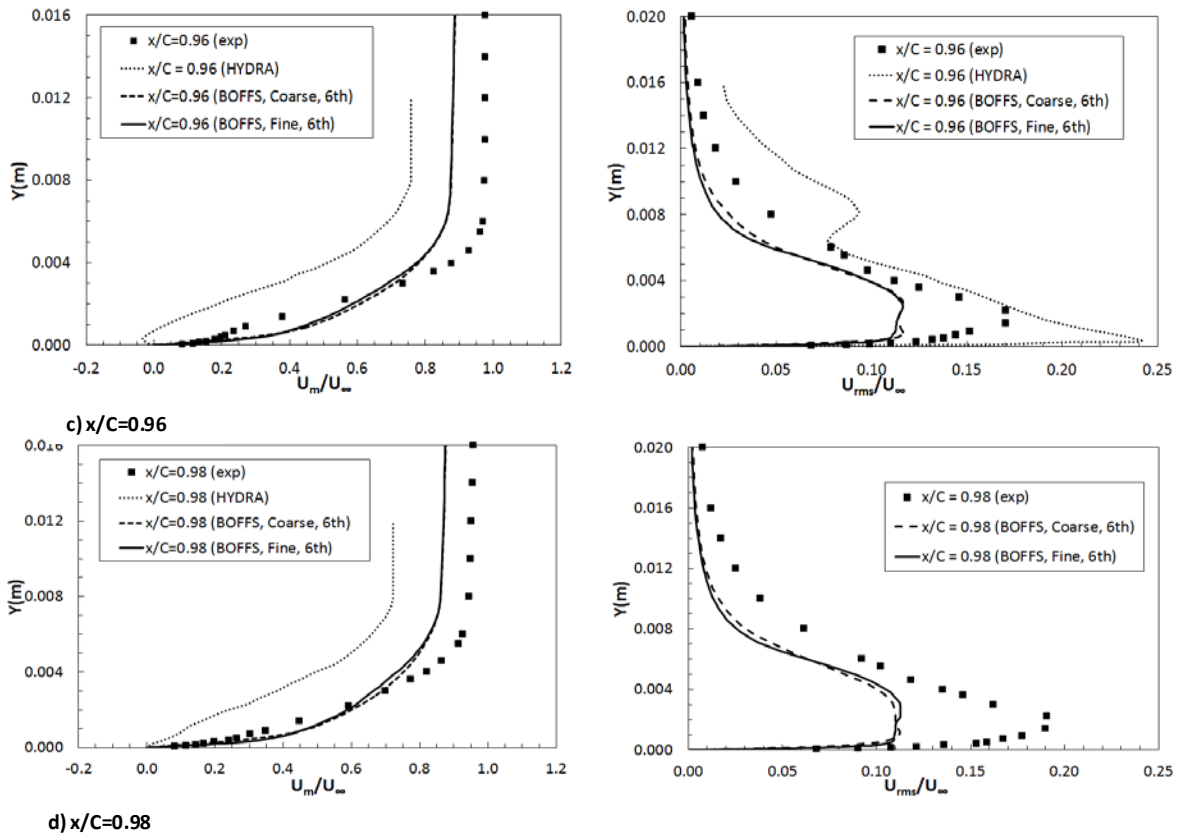 0.016
0.012
0.008
0.004
0.000
Y(m)
x/C=0.96 (exp)
x/C = 0.96 (HYDRA)
x/C=0.96 (BOFFS, Coarse, 6th)
x/C=0.96 (BOFFS, Fine, 6th)
-0.2 0.0 0.2 0.4 0.6 0.8 1.0 1.2
Um/U∞
0.020
0.016
0.012
0.008
0.004
0.000
Y(m)
x/C = 0.96 (exp)
x/C = 0.96 (HYDRA)
x/C = 0.96 (BOFFS, Coarse, 6th)
x/C = 0.96 (BOFFS, Fine, 6th)
0.00 0.05 0.10 0.15 0.20 0.25
Urms/U∞
c) x/C=0.96
0.016
0.012
0.008
0.004
0.000
Y(m)
x/C=0.98 (exp)
x/C=0.98 (HYDRA)
x/C=0.98 (BOFFS, Coarse, 6th)
x/C=0.98 (BOFFS, Fine, 6th)
-0.2 0.0 0.2 0.4 0.6 0.8 1.0 1.2
Um/U∞
0.020
0.016
0.012
0.008
0.004
0.000
Y(m)
x/C = 0.98 (exp)
x/C = 0.98 (BOFFS, Coarse, 6th)
x/C = 0.98 (BOFFS, Fine, 6th)
0.00 0.05 0.10 0.15 0.20 0.25
Urms/U∞
d) x/C=0.98